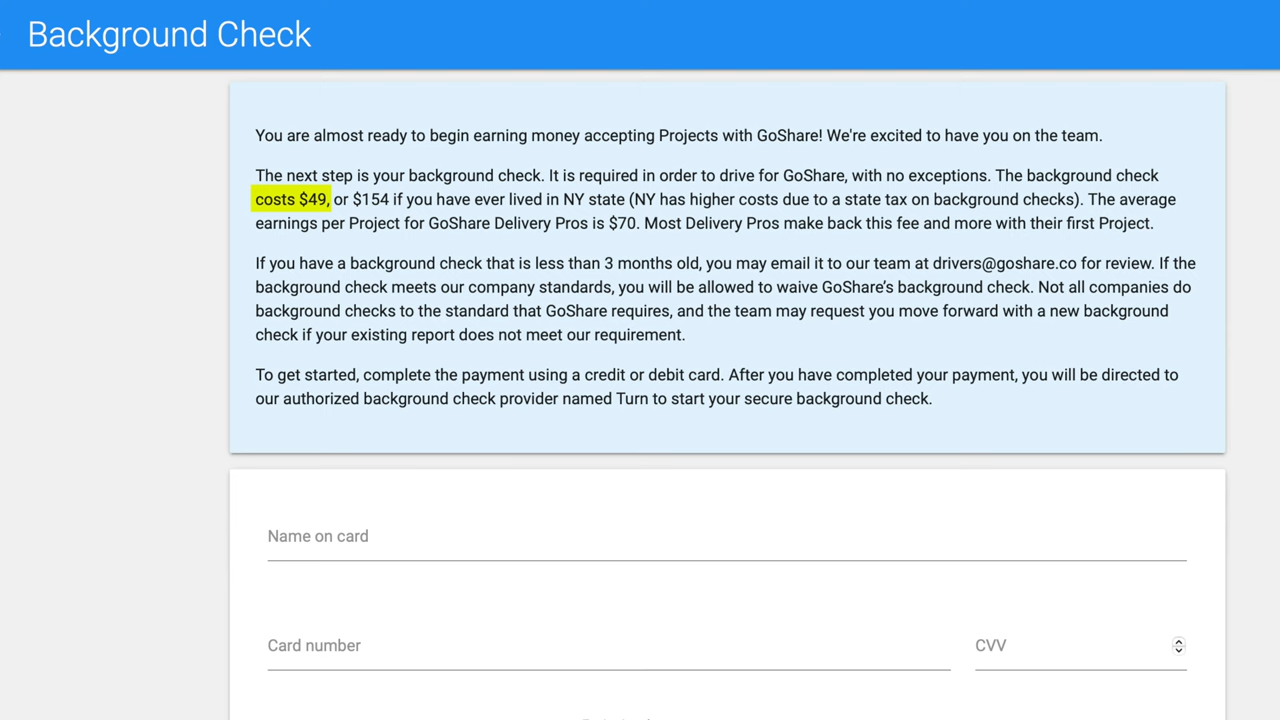 Background Check
You are almost ready to begin earning money accepting Projects with GoShare! We're excited to have you on the team.
The next step is your background check. It is required in order to drive for GoShare, with no exceptions. The background check
costs $49, or $154 if you have ever lived in NY state (NY has higher costs due to a state tax on background checks). The average
earnings per Project for GoShare Delivery Pros is $70. Most Delivery Pros make back this fee and more with their first Project.
If you have a background check that is less than 3 months old, you may email it to our team at drivers@goshare.co for review. If the
background check meets our company standards, you will be allowed to waive GoShare’s background check. Not all companies do
background checks to the standard that GoShare requires, and the team may request you move forward with a new background
check if your existing report does not meet our requirement.
To get started, complete the payment using a credit or debit card. After you have completed your payment, you will be directed to
our authorized background check provider named Turn to start your secure background check.
Name on card
Card number CVV